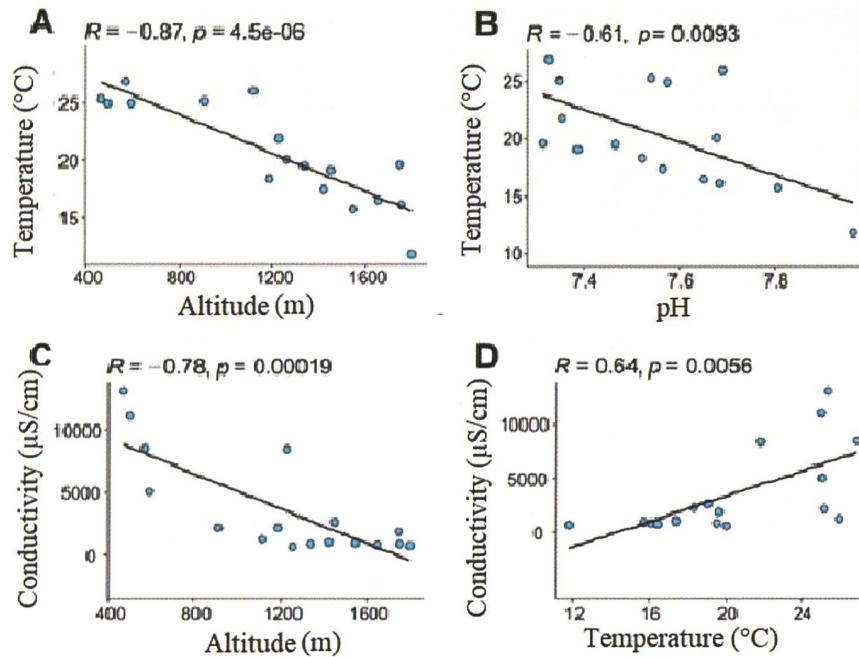 A
R = −0.87, p = 4.5e−06
Temperature (°C)
25
20
15
400 800 1200 1600
Altitude (m)
B
R = −0.61, p = 0.0093
Temperature (°C)
25
20
15
10
7.4 7.6 7.8
pH
C
R = −0.78, p = 0.00019
Conductivity (µS/cm)
10000
5000
0
400 800 1200 1600
Altitude (m)
D
R = 0.64, p = 0.0056
Conductivity (µS/cm)
10000
5000
0
12 16 20 24
Temperature (°C)